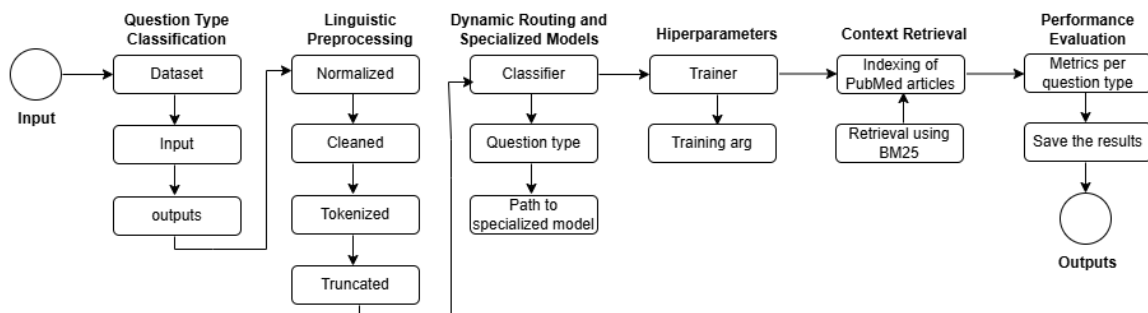 Question Type
Classification
Linguistic
Preprocessing
Dynamic Routing and
Specialized Models
Hiperparameters
Context Retrieval
Performance
Evaluation
Input
Dataset
Input
outputs
Normalized
Cleaned
Tokenized
Truncated
Classifier
Question type
Path to
specialized model
Trainer
Training arg
Indexing of
PubMed articles
Retrieval using
BM25
Metrics per
question type
Save the results
Outputs